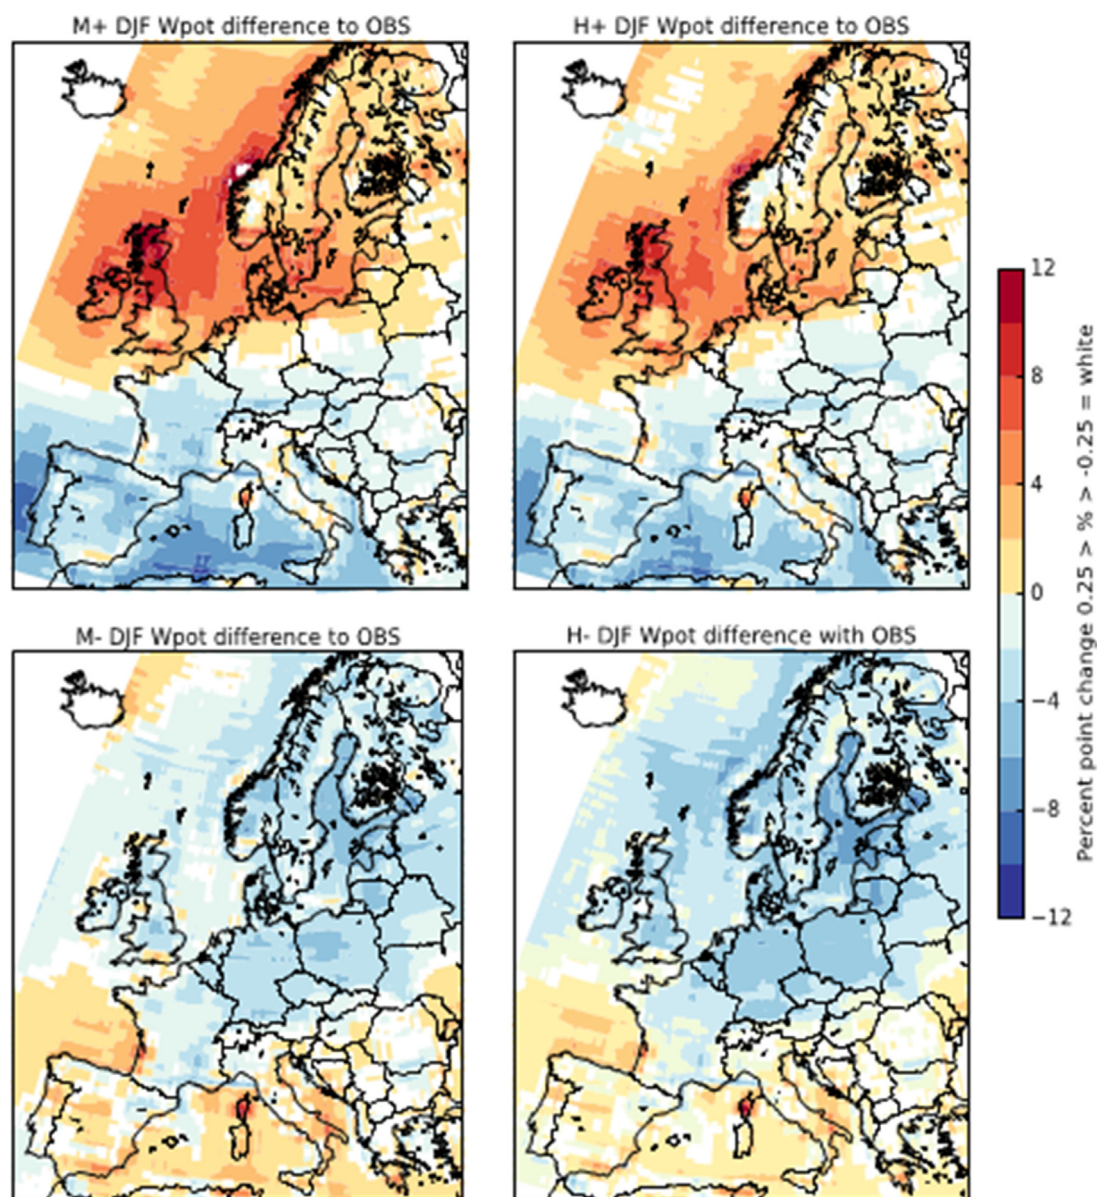 M+ DJF Wpot difference to OBS
H+ DJF Wpot difference to OBS
12
8
4
0
−4
−8
−12
Percent point change 0.25 > % > -0.25 = white
M- DJF Wpot difference to OBS
H- DJF Wpot difference with OBS